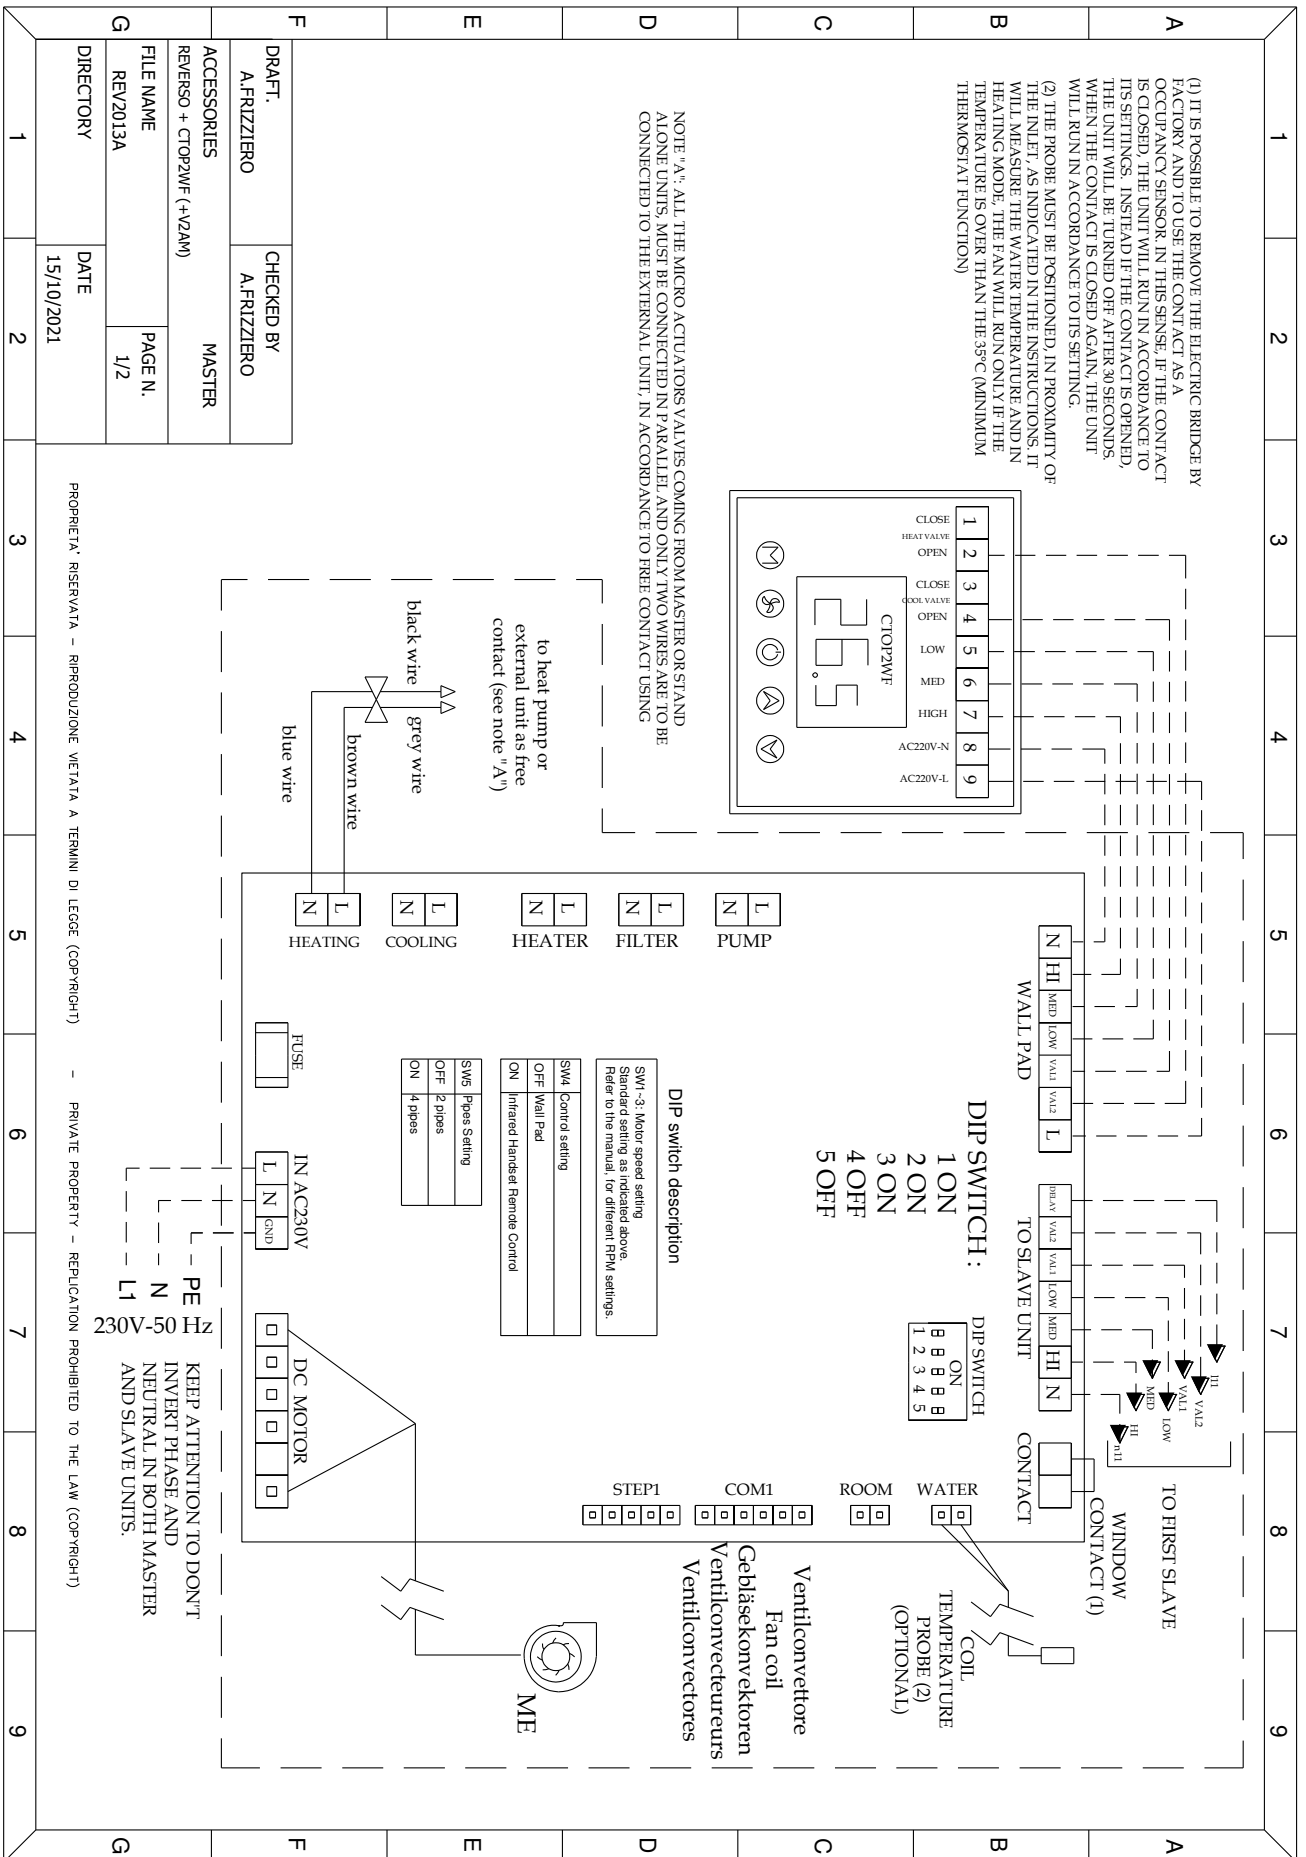 1
2
3
4
5
6
7
8
9
A
B
C
D
E
F
G
(1) IT IS POSSIBLE TO REMOVE THE ELECTRIC BRIDGE BY
FACTORY AND TO USE THE CONTACT AS A
OCCUPANCY SENSOR. IN THIS SENSE, IF THE CONTACT
IS CLOSED, THE UNIT WILL RUN IN ACCORDANCE TO
ITS SETTINGS. INSTEAD IF THE CONTACT IS OPENED,
THE UNIT WILL BE TURNED OFF AFTER 30 SECONDS.
WHEN THE CONTACT IS CLOSED AGAIN, THE UNIT
WILL RUN IN ACCORDANCE TO ITS SETTING.
(2) THE PROBE MUST BE POSITIONED, IN PROXIMITY OF
THE INLET, AS INDICATED IN THE INSTRUCTIONS. IT
WILL MEASURE THE WATER TEMPERATURE AND IN
HEATING MODE, THE FAN WILL RUN ONLY IF THE
TEMPERATURE IS OVER THAN THE 35°C (MINIMUM
THERMOSTAT FUNCTION)
NOTE "A": ALL THE MICRO ACTUATORS VALVES COMING FROM MASTER OR STAND
ALONE UNITS, MUST BE CONNECTED IN PARALLEL AND ONLY TWO WIRES ARE TO BE
CONNECTED TO THE EXTERNAL UNIT, IN ACCORDANCE TO FREE CONTACT USING
1 2 3 4 5 6 7 8 9
CLOSE
HEAT VALVE
OPEN
CLOSE
COOL VALVE
OPEN
LOW
MED
HIGH
AC220V-N
AC220V-L
CTOP2WF
26.5
M
N HI MED LOW VAL1 VAL2 L
WALL PAD
DELAY VAL2 VAL1 LOW MED HI N
TO SLAVE UNIT
l11
VAL2
VAL1
LOW
MED
HI
n11
TO FIRST SLAVE
CONTACT
WINDOW
CONTACT (1)
DIP SWITCH :
1 ON
2 ON
3 ON
4 OFF
5 OFF
DIP SWITCH
ON
1 2 3 4 5
WATER
ROOM
COM1
STEP1
COIL
TEMPERATURE
PROBE (2)
(OPTIONAL)
Ventilconvettore
Fan coil
Gebläsekonvektoren
Ventilconvecteureurs
Ventilconvectores
ME
DIP switch description
SW1~3: Motor speed setting
Standard setting as indicated above.
Refer to the manual, for different RPM settings.
SW4 Control setting
OFF Wall Pad
ON Infrared Handset Remote Control
SW5 Pipes Setting
OFF 2 pipes
ON 4 pipes
N L
PUMP
N L
FILTER
N L
HEATER
N L
COOLING
N L
HEATING
to heat pump or
external unit as free
contact (see note "A")
black wire
grey wire
brown wire
blue wire
FUSE
IN AC230V
L N GND
DC MOTOR
PE
N
L1
230V-50 Hz
KEEP ATTENTION TO DON'T
INVERT PHASE AND
NEUTRAL IN BOTH MASTER
AND SLAVE UNITS.
DRAFT.
A.FRIZZIERO
CHECKED BY
A.FRIZZIERO
ACCESSORIES
REVERSO + CTOP2WF (+V2AM)
MASTER
FILE NAME
REV2013A
PAGE N.
1/2
DIRECTORY
DATE
15/10/2021
PROPRIETA' RISERVATA - RIPRODUZIONE VIETATA A TERMINI DI LEGGE (COPYRIGHT) - PRIVATE PROPERTY - REPLICATION PROHIBITED TO THE LAW (COPYRIGHT)
1
2
3
4
5
6
7
8
9
A
B
C
D
E
F
G